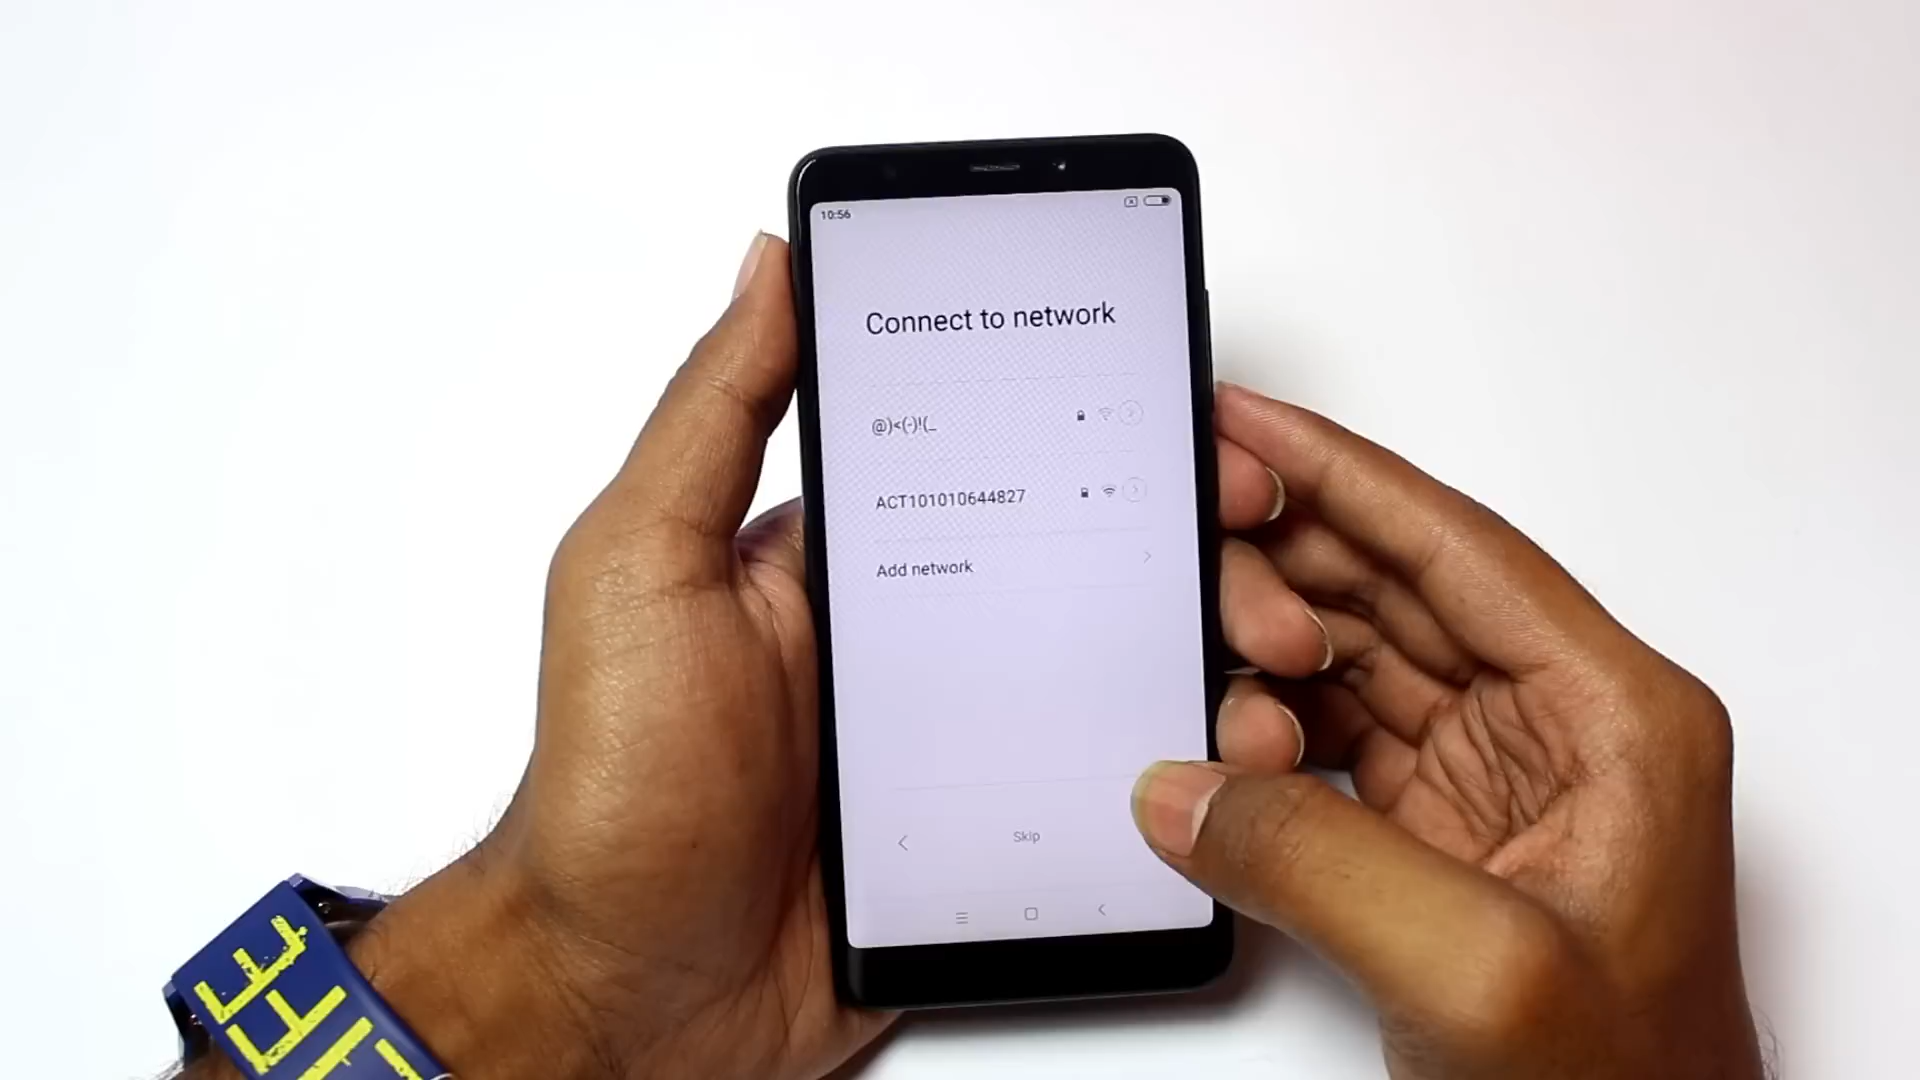 10:56
Connect to network
@)<(-)!(_
ACT101010644827
Add network
Skip